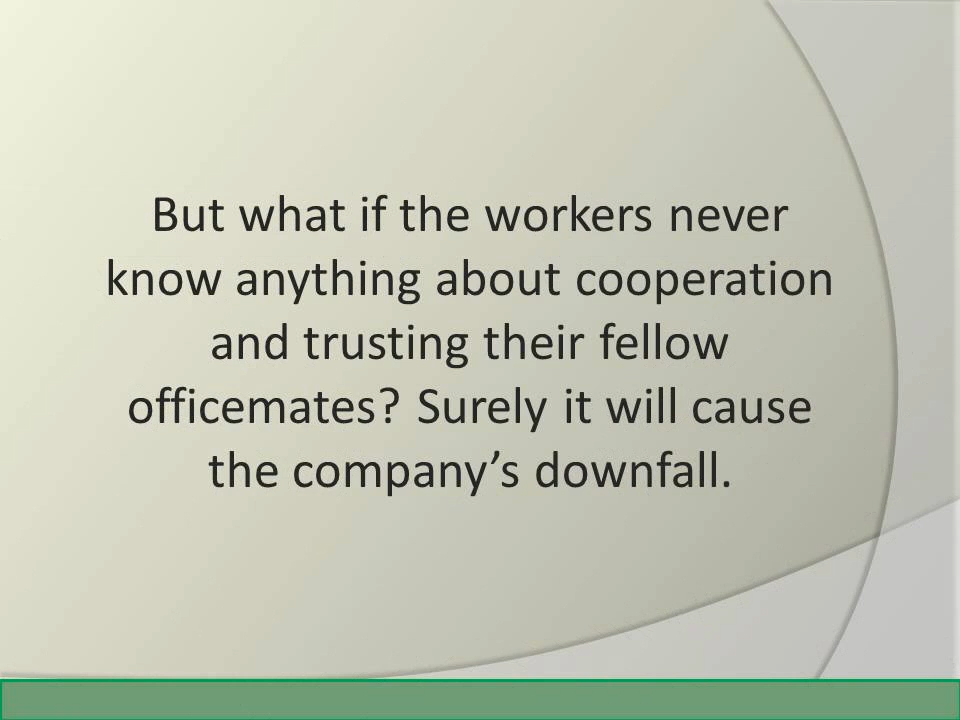 But what if the workers never
know anything about cooperation
and trusting their fellow
officemates? Surely it will cause
the company’s downfall.